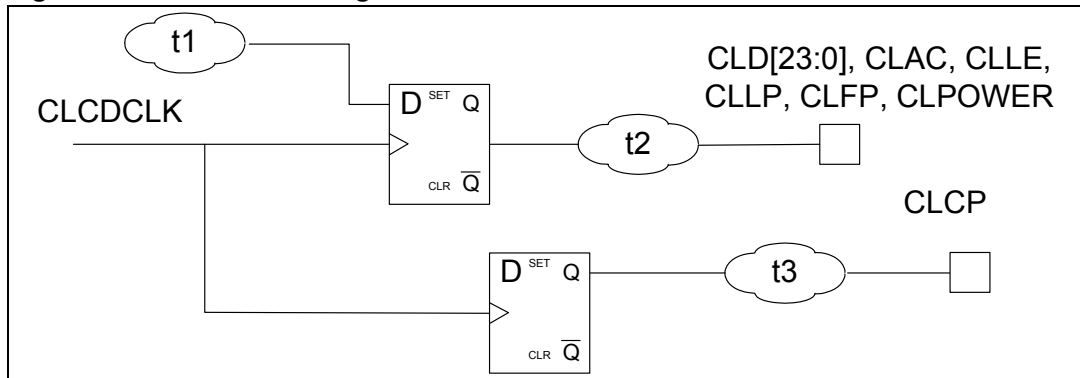 t1
CLD[23:0], CLAC, CLLE,
CLLP, CLFP, CLPOWER
CLCDCLK
D SET Q
CLR Q̅
t2
CLCP
D SET Q
CLR Q̅
t3